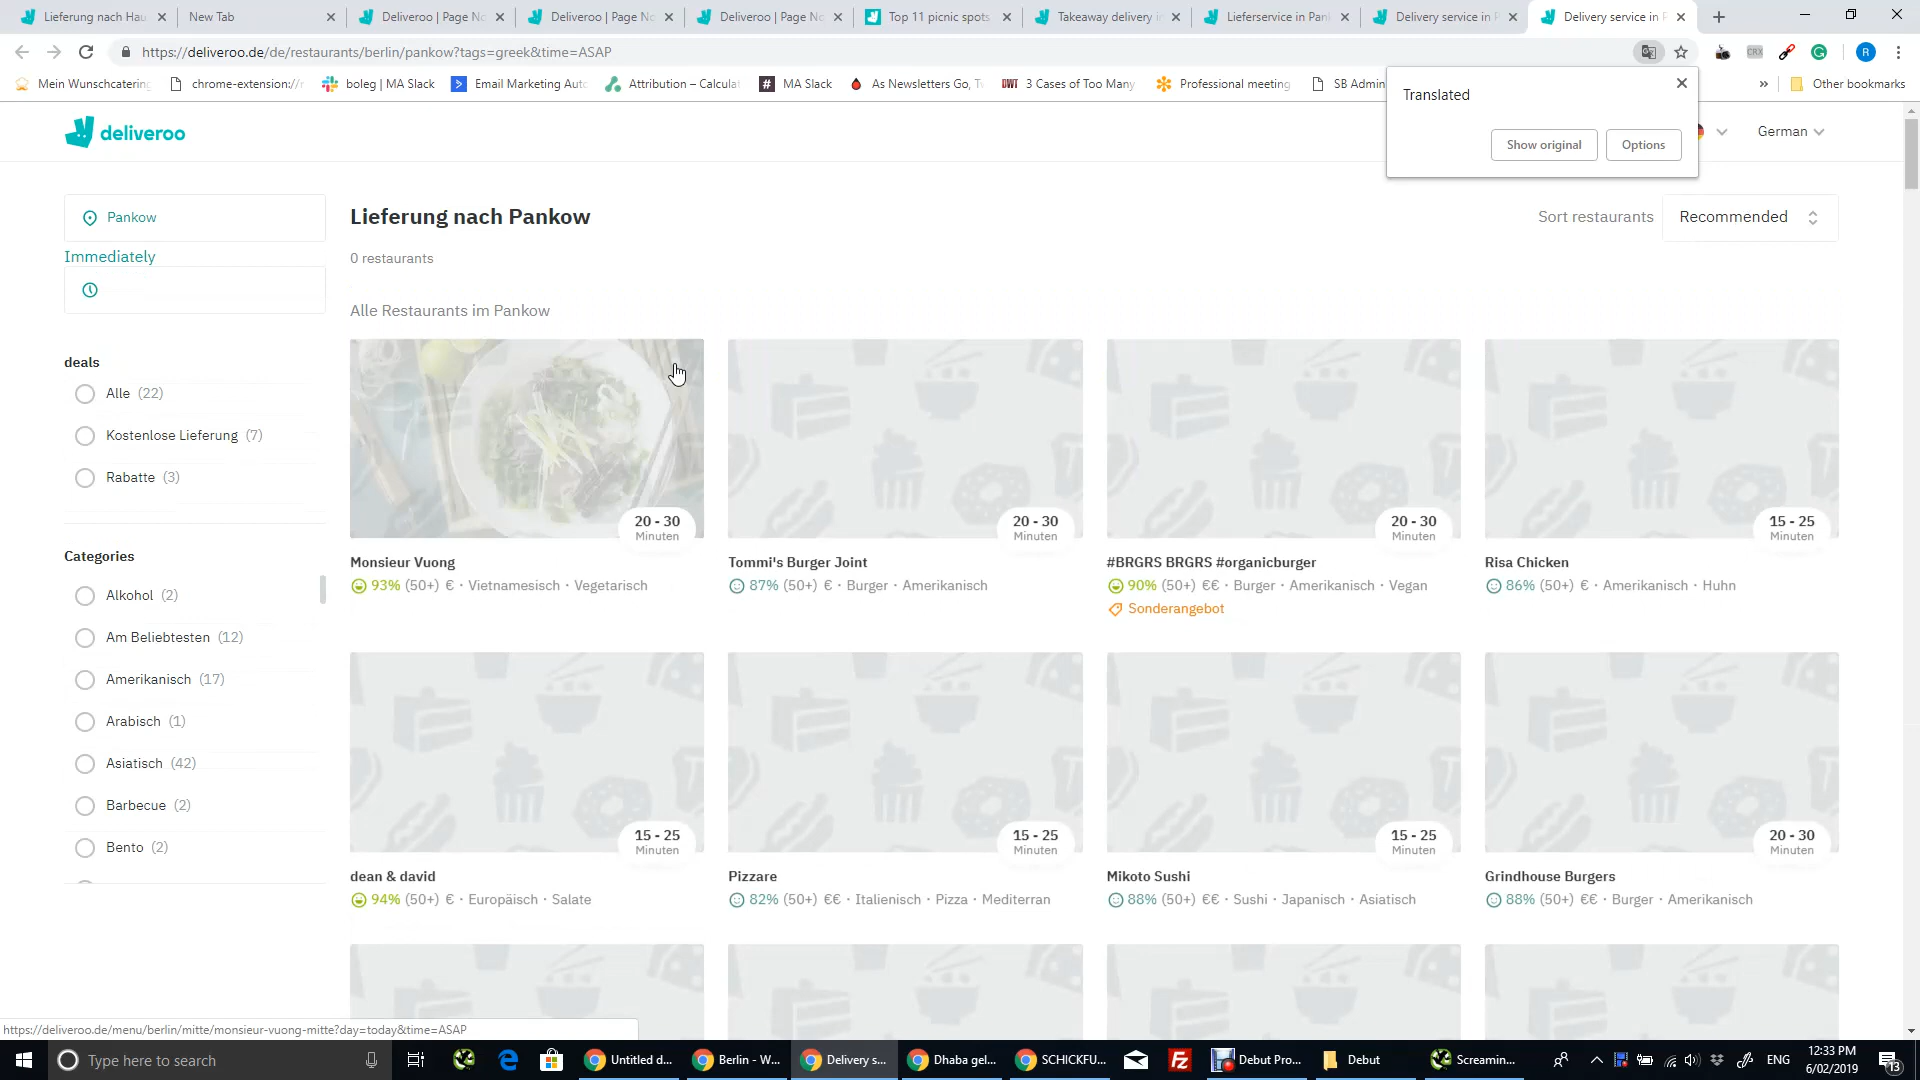 Lieferung nach Hau
New Tab
Deliveroo | Page No
Deliveroo | Page No
Deliveroo | Page No
Top 11 picnic spots
Takeaway delivery in
Lieferservice in Pank
Delivery service in P
Delivery service in P
https://deliveroo.de/de/restaurants/berlin/pankow?tags=greek&time=ASAP
CRX
R
Mein Wunschcatering
chrome-extension://r
boleg | MA Slack
Email Marketing Aut
Attribution – Calculat
MA Slack
As Newsletters Go, Tw
DWT 3 Cases of Too Many
Professional meeting
SB Admin
»
Other bookmarks
Translated
Show original
Options
deliveroo
German
Pankow
Immediately
Lieferung nach Pankow
0 restaurants
Sort restaurants
Recommended
Alle Restaurants im Pankow
deals
Alle (22)
Kostenlose Lieferung (7)
Rabatte (3)
Categories
Alkohol (2)
Am Beliebtesten (12)
Amerikanisch (17)
Arabisch (1)
Asiatisch (42)
Barbecue (2)
Bento (2)
20 - 30
Minuten
Monsieur Vuong
93% (50+) € · Vietnamesisch · Vegetarisch
20 - 30
Minuten
Tommi's Burger Joint
87% (50+) € · Burger · Amerikanisch
20 - 30
Minuten
#BRGRS BRGRS #organicburger
90% (50+) €€ · Burger · Amerikanisch · Vegan
Sonderangebot
15 - 25
Minuten
Risa Chicken
86% (50+) € · Amerikanisch · Huhn
15 - 25
Minuten
dean & david
94% (50+) € · Europäisch · Salate
15 - 25
Minuten
Pizzare
82% (50+) €€ · Italienisch · Pizza · Mediterran
15 - 25
Minuten
Mikoto Sushi
88% (50+) €€ · Sushi · Japanisch · Asiatisch
20 - 30
Minuten
Grindhouse Burgers
88% (50+) €€ · Burger · Amerikanisch
https://deliveroo.de/menu/berlin/mitte/monsieur-vuong-mitte?day=today&time=ASAP
Type here to search
Untitled d...
Berlin - W...
Delivery s...
Dhaba gel...
SCHICKFU...
Debut Pro...
Debut
Screamin...
ENG
12:33 PM
6/02/2019
13